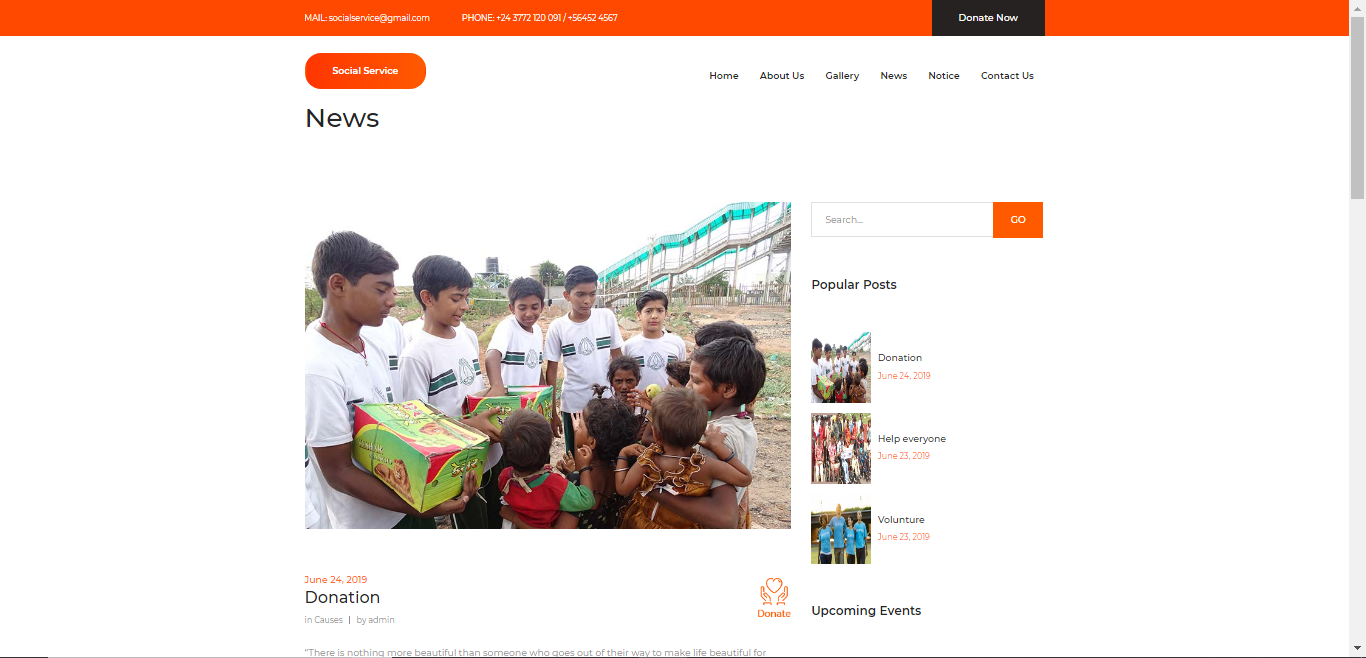 MAIL: socialservice@gmail.com PHONE: +24 3772 120 091 / +56452 4567 Donate Now
Social Service
Home About Us Gallery News Notice Contact Us
News
Search... GO
Popular Posts
Donation
June 24, 2019
Help everyone
June 23, 2019
Volunture
June 23, 2019
June 24, 2019
Donation
in Causes | by admin
Donate
Upcoming Events
"There is nothing more beautiful than someone who goes out of their way to make life beautiful for